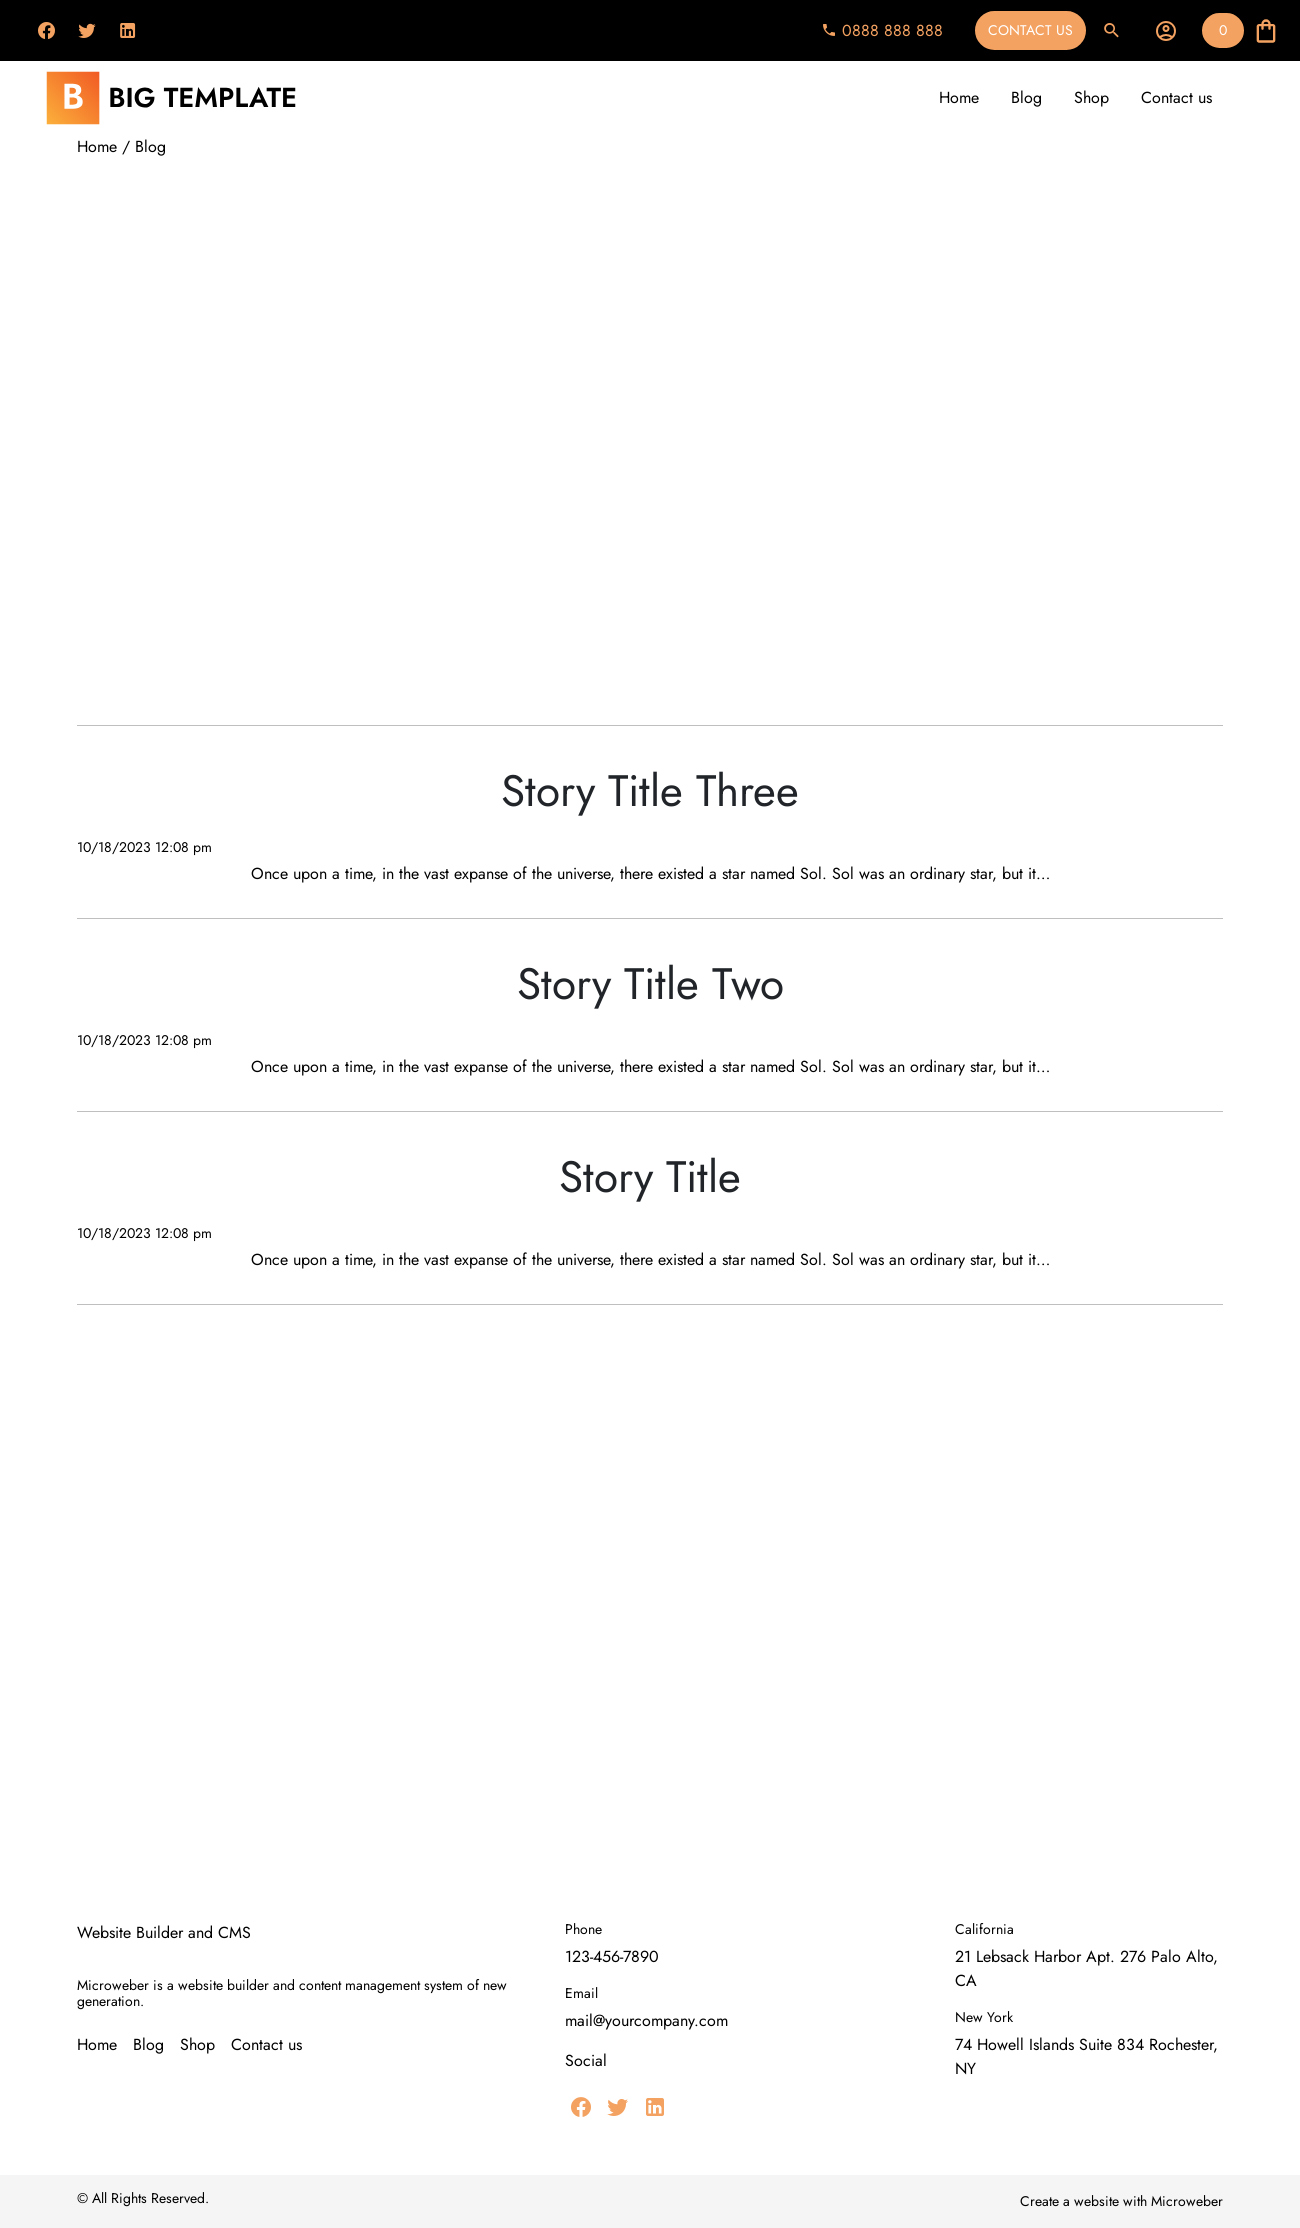 0888 888 888
CONTACT US
0
B BIG TEMPLATE
Home Blog Shop Contact us
Home / Blog
Story Title Three
10/18/2023 12:08 pm
Once upon a time, in the vast expanse of the universe, there existed a star named Sol. Sol was an ordinary star, but it...
Story Title Two
10/18/2023 12:08 pm
Once upon a time, in the vast expanse of the universe, there existed a star named Sol. Sol was an ordinary star, but it...
Story Title
10/18/2023 12:08 pm
Once upon a time, in the vast expanse of the universe, there existed a star named Sol. Sol was an ordinary star, but it...
Website Builder and CMS
Microweber is a website builder and content management system of new
generation.
Home Blog Shop Contact us
Phone
123-456-7890
Email
mail@yourcompany.com
Social
California
21 Lebsack Harbor Apt. 276 Palo Alto,
CA
New York
74 Howell Islands Suite 834 Rochester,
NY
© All Rights Reserved.
Create a website with Microweber